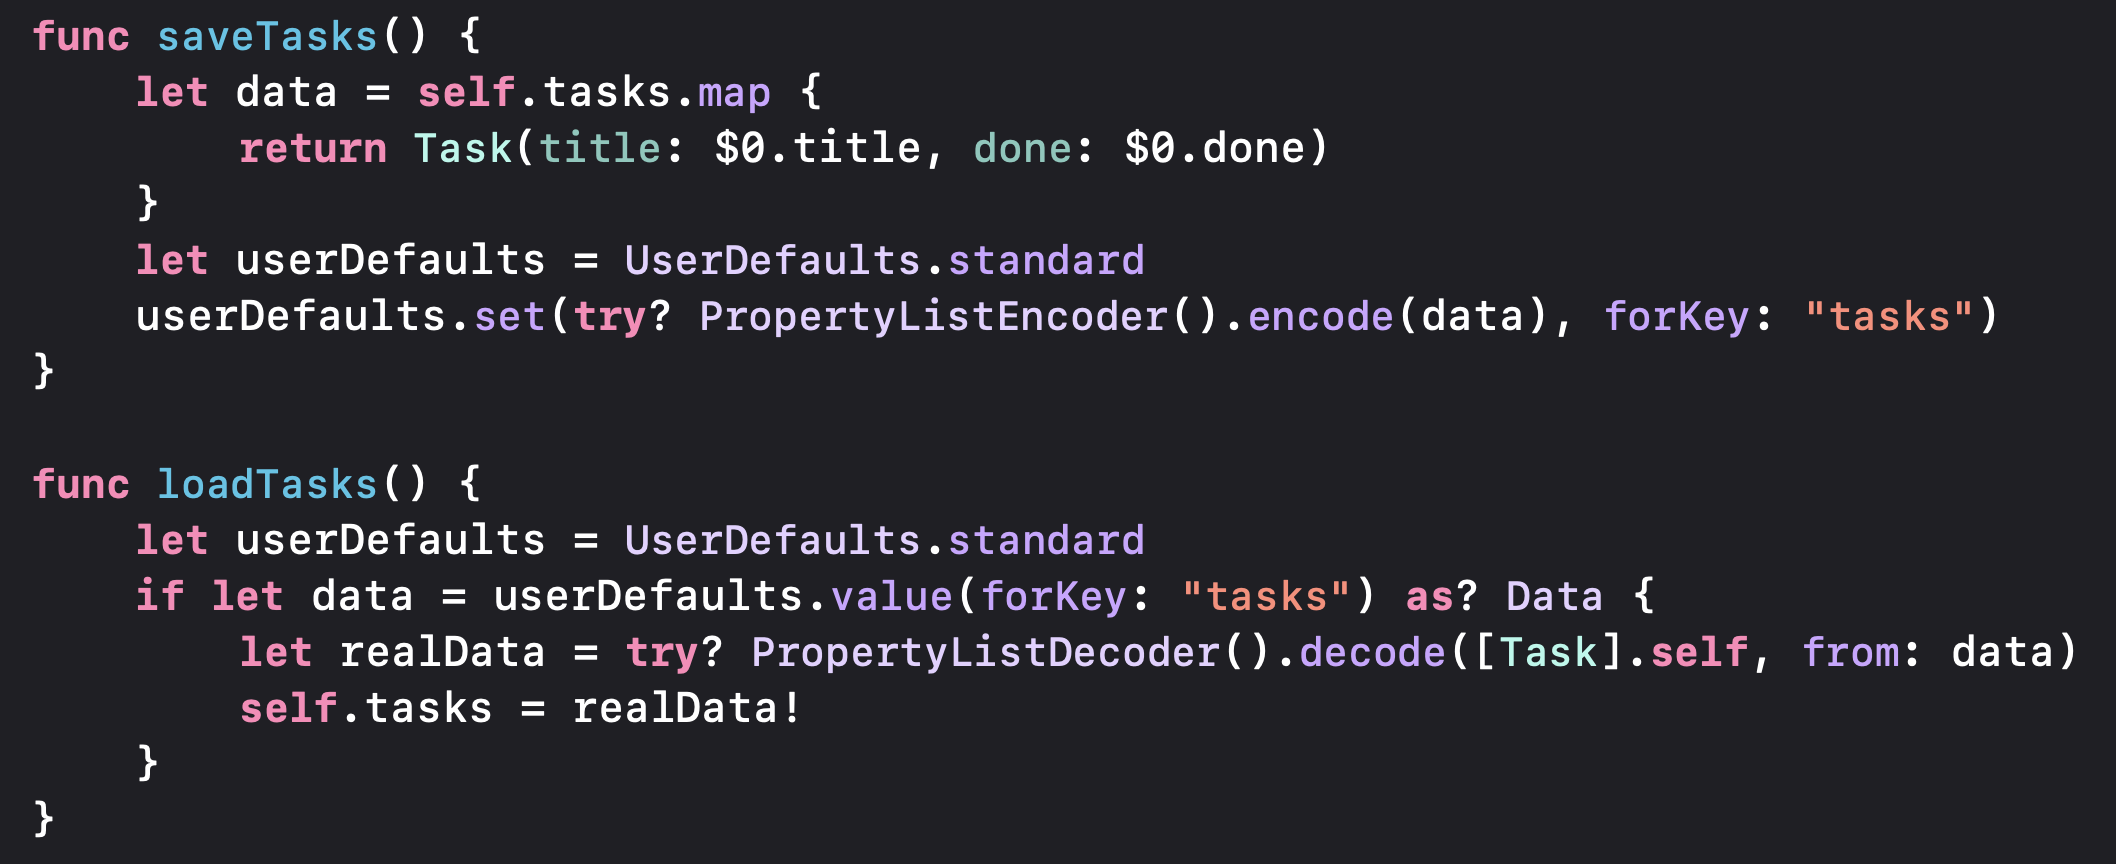 func saveTasks() {
    let data = self.tasks.map {
        return Task(title: $0.title, done: $0.done)
    }
    let userDefaults = UserDefaults.standard
    userDefaults.set(try? PropertyListEncoder().encode(data), forKey: "tasks")
}

func loadTasks() {
    let userDefaults = UserDefaults.standard
    if let data = userDefaults.value(forKey: "tasks") as? Data {
        let realData = try? PropertyListDecoder().decode([Task].self, from: data)
        self.tasks = realData!
    }
}